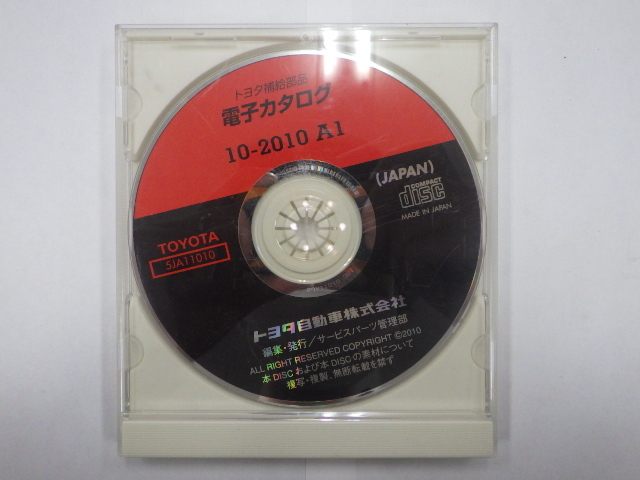 トヨタ補給部品
電子カタログ
10-2010 A1
(JAPAN)
COMPACT
disc
MADE IN JAPAN
TOYOTA
5JA11010
トヨタ自動車株式会社
編集・発行/サービスパーツ管理部
ALL RIGHT RESERVED COPYRIGHT ©2010
本DISCおよび本DISCの素材について
複写・複製、無断転載を禁ず